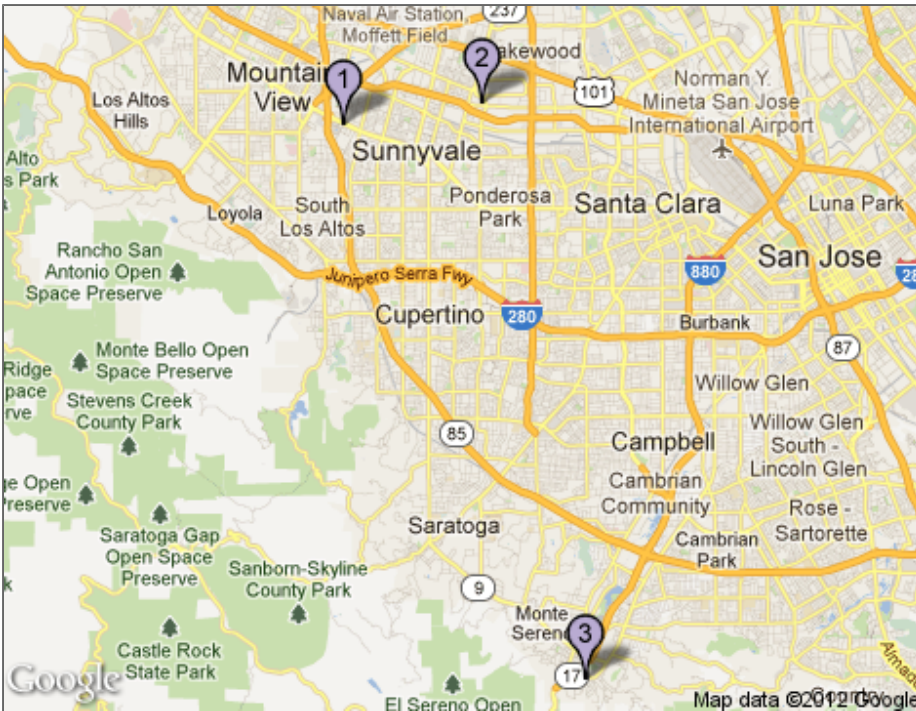 Naval Air Station,
Moffett Field
237
Mountain
View
1
2
akewood
101
Norman Y.
Mineta San Jose
International Airport
Los Altos
Hills
Sunnyvale
Alto
s Park
Ponderosa
Park
Santa Clara
Luna Park
Loyola
South
Los Altos
Rancho San
Antonio Open
Space Preserve
Junipero Serra Fwy
880
San Jose
28
Cupertino
280
Burbank
87
Monte Bello Open
Space Preserve
Ridge
pace
rve
Stevens Creek
County Park
Willow Glen
85
Campbell
Willow Glen
South -
Lincoln Glen
Cambrian
Community
ge Open
Preserve
Saratoga Gap
Open Space
Preserve
Saratoga
Rose -
Sartorette
Cambrian
Park
Sanborn-Skyline
County Park
9
k
Monte
Sereno
3
17
Castle Rock
State Park
Almad
Google
El Sereno Open
Country
Map data ©2012 Google